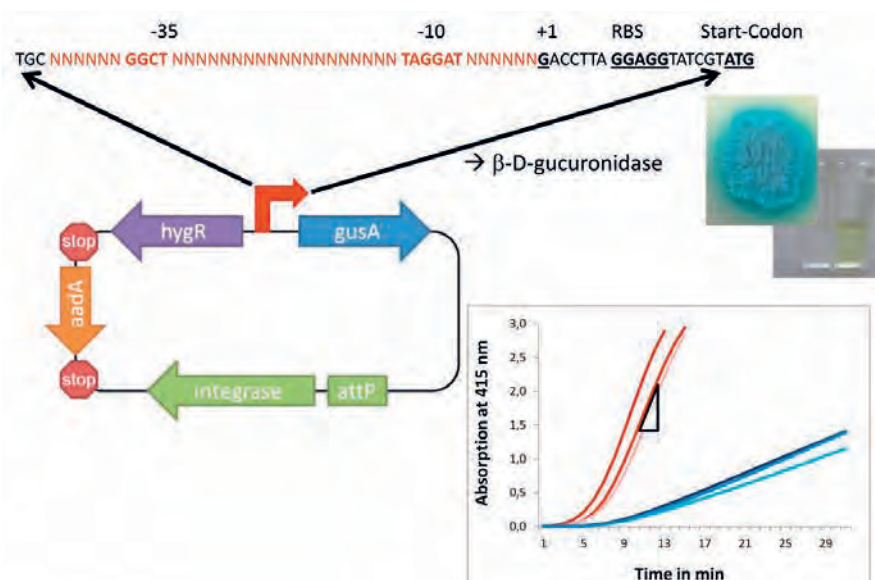 -35 -10 +1 RBS Start-Codon
TGC NNNNNN GGCT NNNNNNNNNNNNNNNNNNN TAGGAT NNNNNN GACCTTA GGAGGTATCGTATG
→ β-D-gucuronidase
hygR
gusA
stop
aadA
stop
integrase
attP
3,0
2,5
2,0
1,5
1,0
0,5
0,0
Absorption at 415 nm
1 5 9 13 17 21 25 29
Time in min